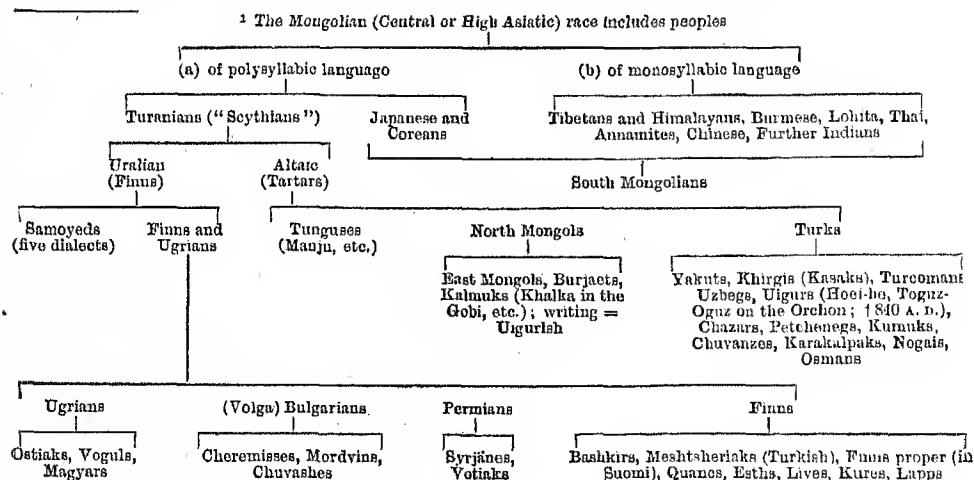 ¹ The Mongolian (Central or High Asiatic) race includes peoples
(a) of polysyllabic language
(b) of monosyllabic language
Turanians ("Scythians")
Japanese and
Coreans
Tibetans and Himalayans, Burmese, Lohita, Thai,
Annamites, Chinese, Further Indians
Uralian
(Finns)
Altaic
(Tartars)
South Mongolians
Samoyeds
(five dialects)
Finns and
Ugrians
Tunguses
(Manju, etc.)
North Mongols
Turks
East Mongols, Burjaets,
Kalmuks (Khalka in the
Gobi, etc.); writing =
Uigurish
Yakuts, Khirgis (Kasaks), Turcomans
Uzbegs, Uigurs (Hoei-he, Toguz-
Oguz on the Orchon; † 840 A. D.),
Chazars, Petchenegs, Kumuks,
Chuvanzes, Karakalpaks, Nogais,
Osmans
Ugrians
(Volga) Bulgarians
Permians
Finns
Ostiaks, Voguls,
Magyars
Cheremisses, Mordvins,
Chuvashes
Syrjänes,
Votiaks
Bashkirs, Meshtsheriaks (Turkish), Finns proper (in
Suomi), Quanes, Esths, Lives, Kures, Lapps